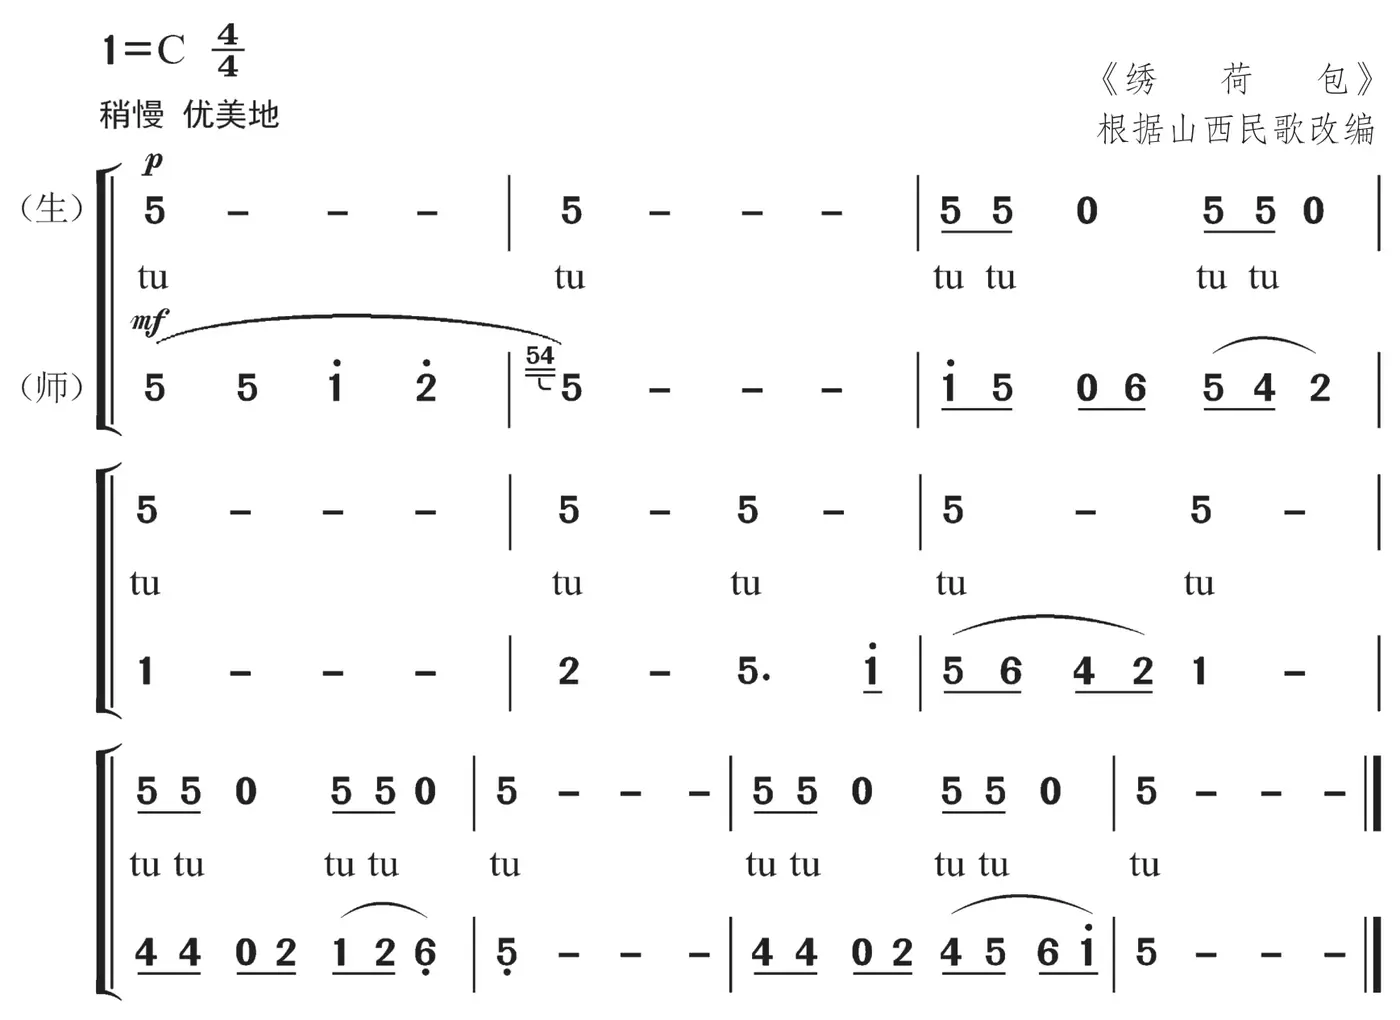 1=C 4/4
《绣荷包》
稍慢 优美地
根据山西民歌改编
p
(生) 5 – – – | 5 – – – | 5 5 0 5 5 0 |
tu tu tu tu tu tu
mf
(师) 5 5 1̇ 2̇ | 54 5 – – – | 1̇ 5 0 6 5 4 2 |
5 – – – | 5 – 5 – | 5 – 5 – |
tu tu tu tu tu
1 – – – | 2 – 5. 1̇ | 5 6 4 2 1 – |
5 5 0 5 5 0 | 5 – – – | 5 5 0 5 5 0 | 5 – – – ‖
tu tu tu tu tu tu tu tu tu tu
4 4 0 2 1 2 6̣ | 5̣ – – – | 4 4 0 2 4 5 6 1̇ | 5 – – – ‖